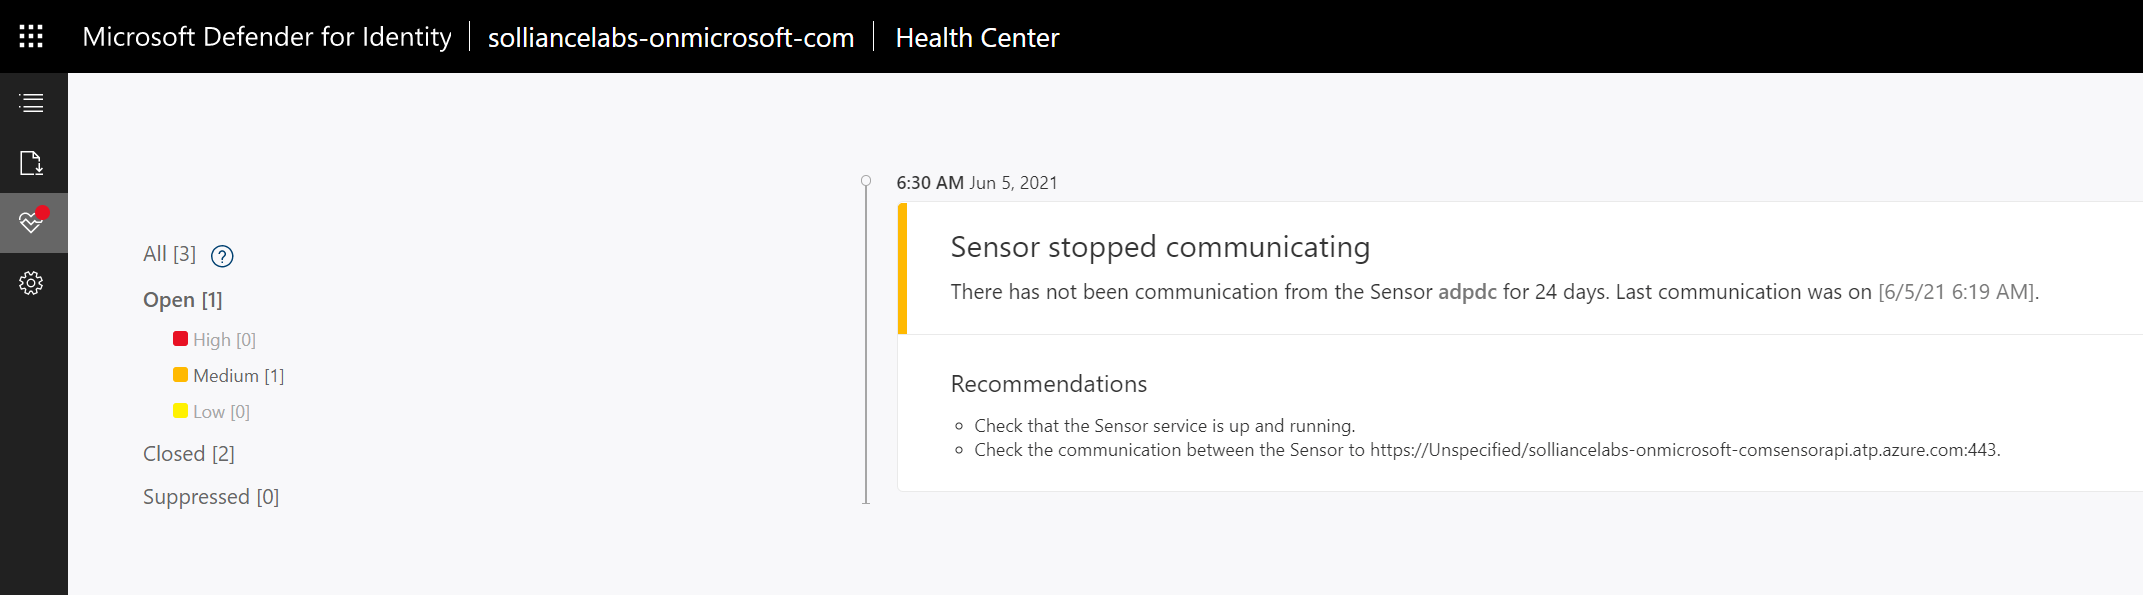 Microsoft Defender for Identity | solliancelabs-onmicrosoft-com | Health Center
All [3] ?
Open [1]
High [0]
Medium [1]
Low [0]
Closed [2]
Suppressed [0]
6:30 AM Jun 5, 2021
Sensor stopped communicating
There has not been communication from the Sensor adpdc for 24 days. Last communication was on [6/5/21 6:19 AM].
Recommendations
Check that the Sensor service is up and running.
Check the communication between the Sensor to https://Unspecified/solliancelabs-onmicrosoft-comsensorapi.atp.azure.com:443.